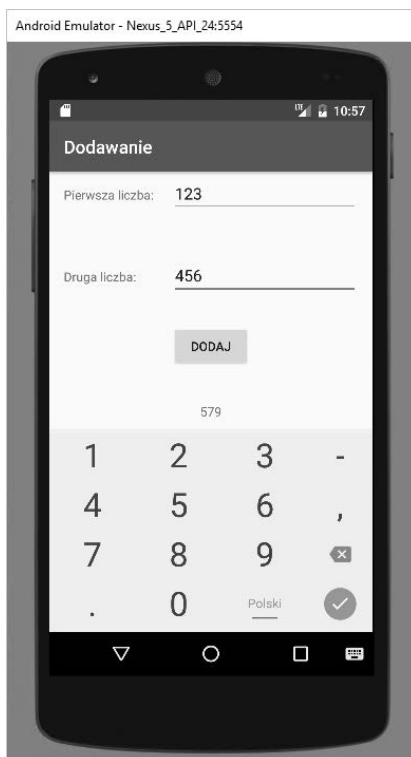 Android Emulator - Nexus_5_API_24:5554
LTE 10:57
Dodawanie
Pierwsza liczba: 123
Druga liczba: 456
DODAJ
579
1 2 3 -
4 5 6 ,
7 8 9
. 0 Polski